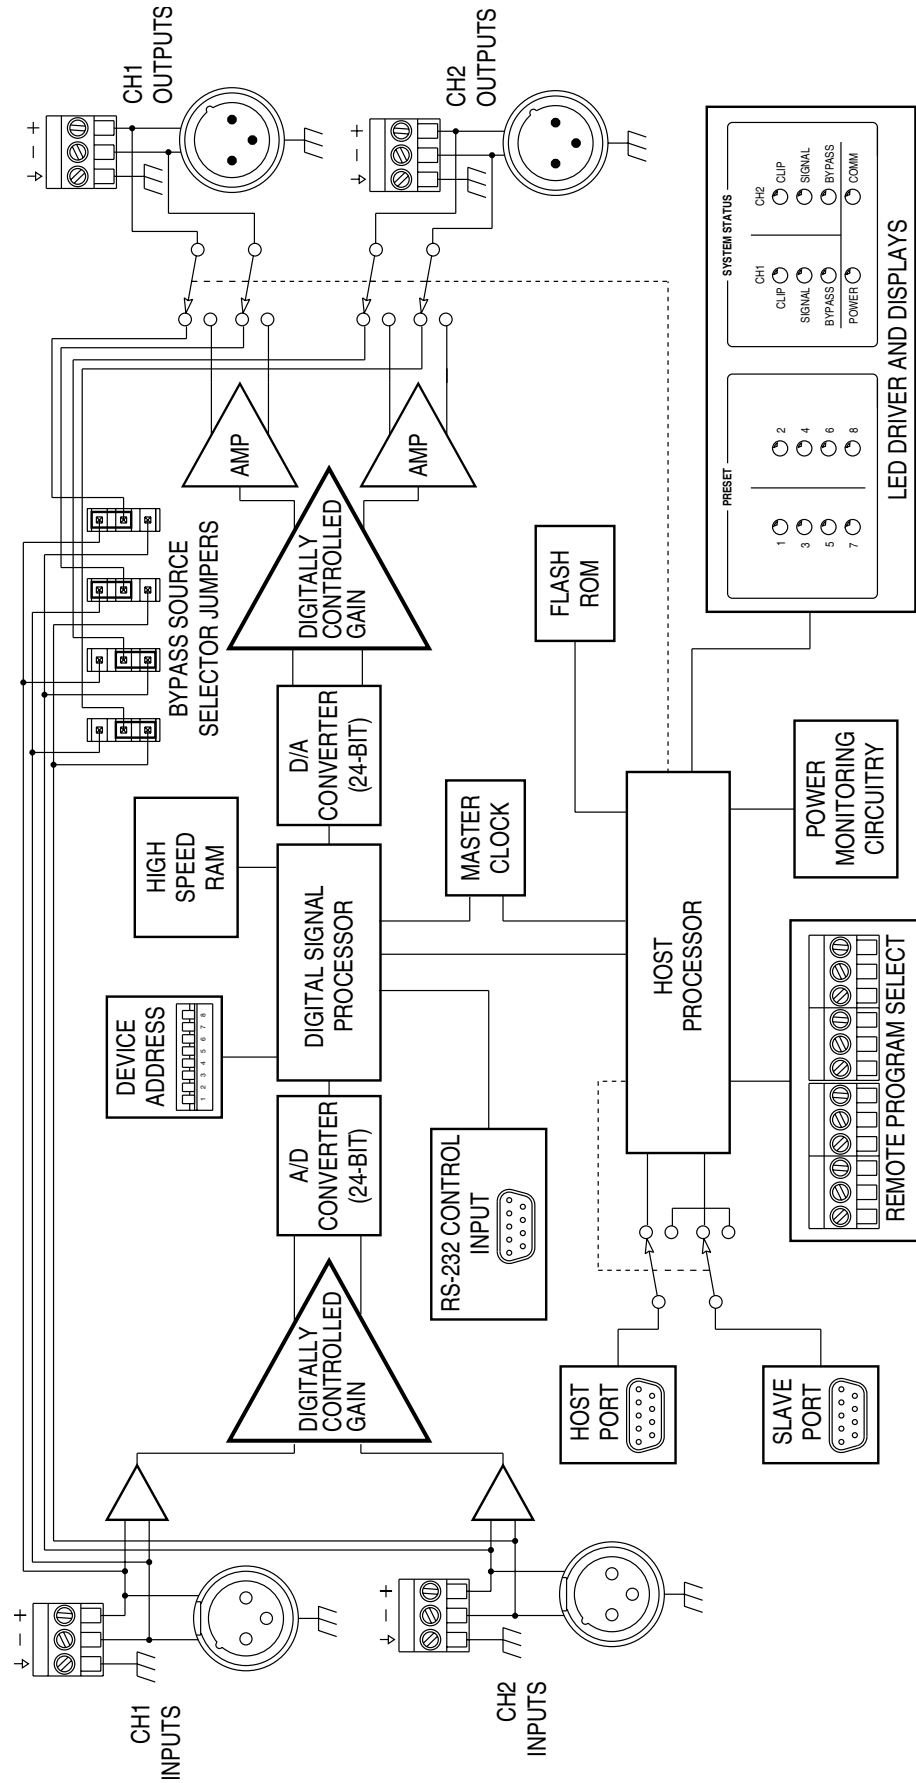 CH1
OUTPUTS
+
−
CH2
OUTPUTS
+
−
BYPASS SOURCE
SELECTOR JUMPERS
AMP
AMP
DIGITALLY
CONTROLLED
GAIN
D/A
CONVERTER
(24-BIT)
HIGH
SPEED
RAM
DIGITAL SIGNAL
PROCESSOR
DEVICE
ADDRESS
1 2 3 4 5 6 7 8
A/D
CONVERTER
(24-BIT)
DIGITALLY
CONTROLLED
GAIN
CH1
INPUTS
+
−
CH2
INPUTS
+
−
RS-232 CONTROL
INPUT
MASTER
CLOCK
FLASH
ROM
HOST
PROCESSOR
HOST
PORT
SLAVE
PORT
REMOTE PROGRAM SELECT
POWER
MONITORING
CIRCUITRY
PRESET
1 2
3 4
5 6
7 8
SYSTEM STATUS
CH1 CH2
CLIP CLIP
SIGNAL SIGNAL
BYPASS BYPASS
POWER COMM
LED DRIVER AND DISPLAYS